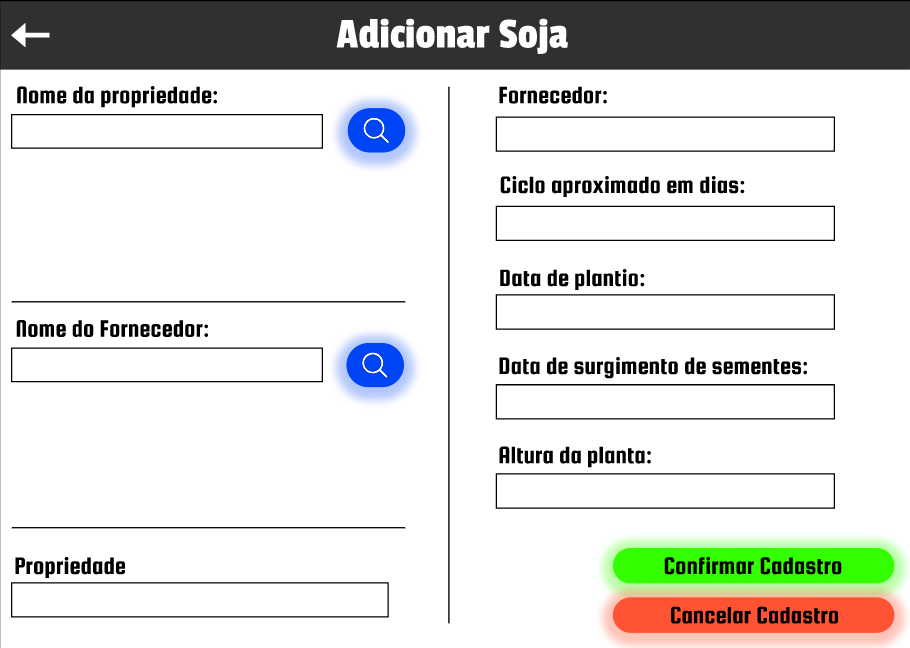 Adicionar Soja
Nome da propriedade:
Nome do Fornecedor:
Propriedade
Fornecedor:
Ciclo aproximado em dias:
Data de plantio:
Data de surgimento de sementes:
Altura da planta:
Confirmar Cadastro
Cancelar Cadastro